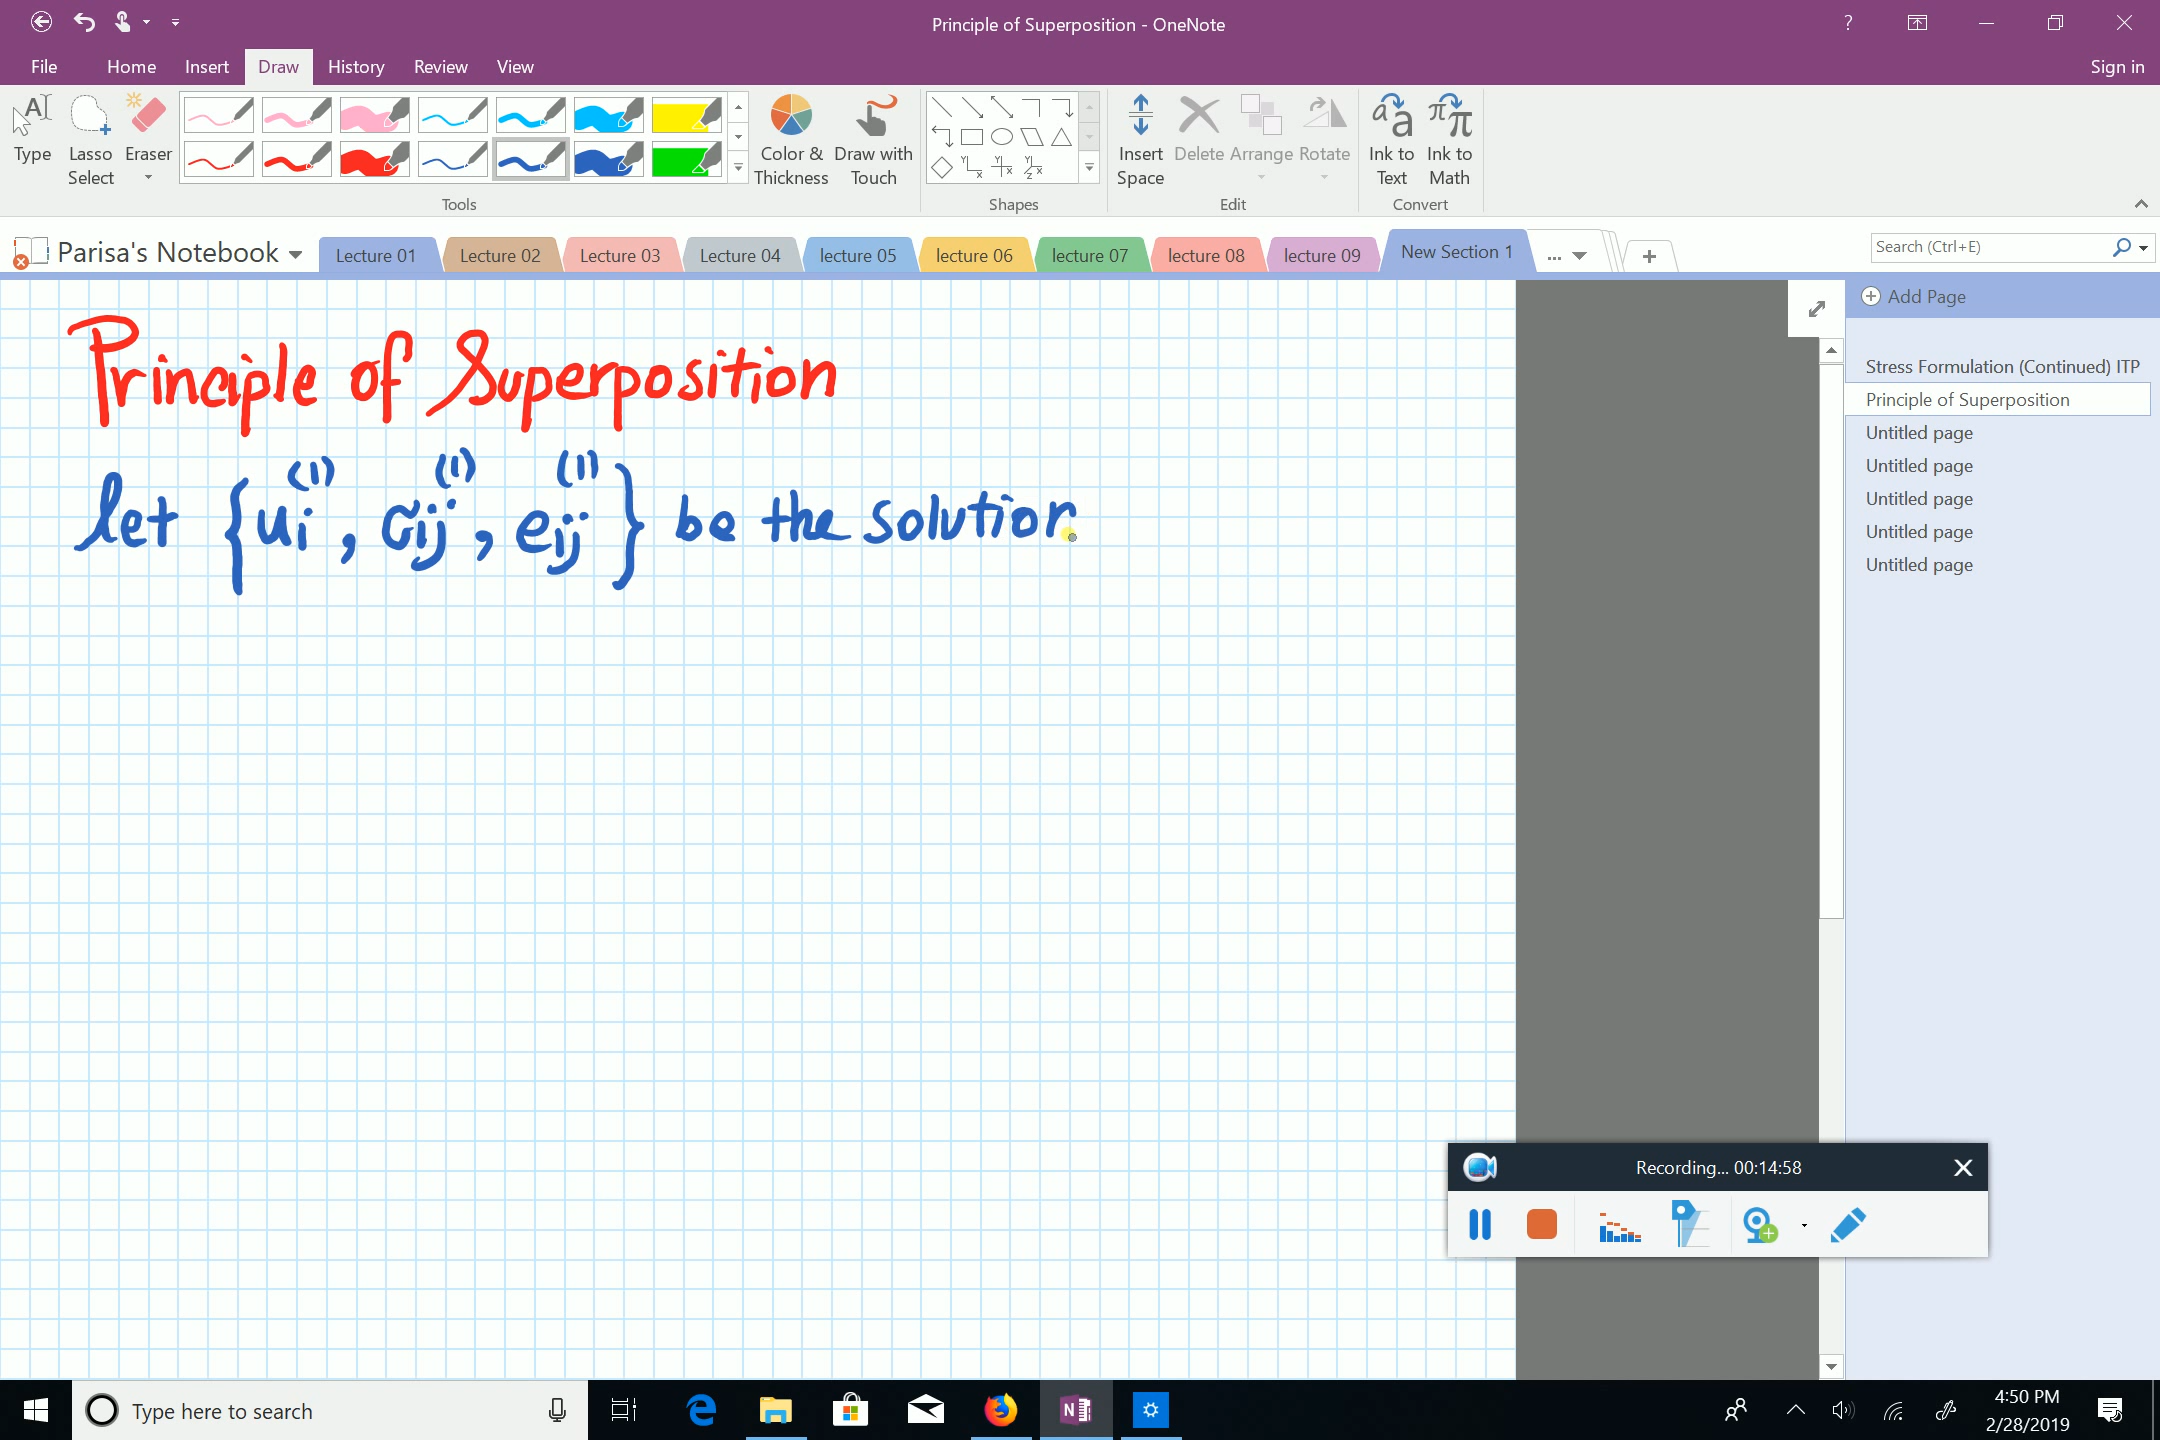 Principle of Superposition - OneNote
?
File Home Insert Draw History Review View
Sign in
Type
Lasso Select
Eraser
Color & Thickness
Draw with Touch
Insert Space
Delete
Arrange
Rotate
Ink to Text
Ink to Math
Tools
Shapes
Edit
Convert
Parisa's Notebook
Lecture 01 Lecture 02 Lecture 03 Lecture 04 lecture 05 lecture 06 lecture 07 lecture 08 lecture 09 New Section 1 ... +
Search (Ctrl+E)
Add Page
Stress Formulation (Continued) ITP
Principle of Superposition
Untitled page
Untitled page
Untitled page
Untitled page
Untitled page
Principle of Superposition
let {ui(1), σij(1), eij(1)} be the solution
Recording... 00:14:58
Type here to search
4:50 PM
2/28/2019